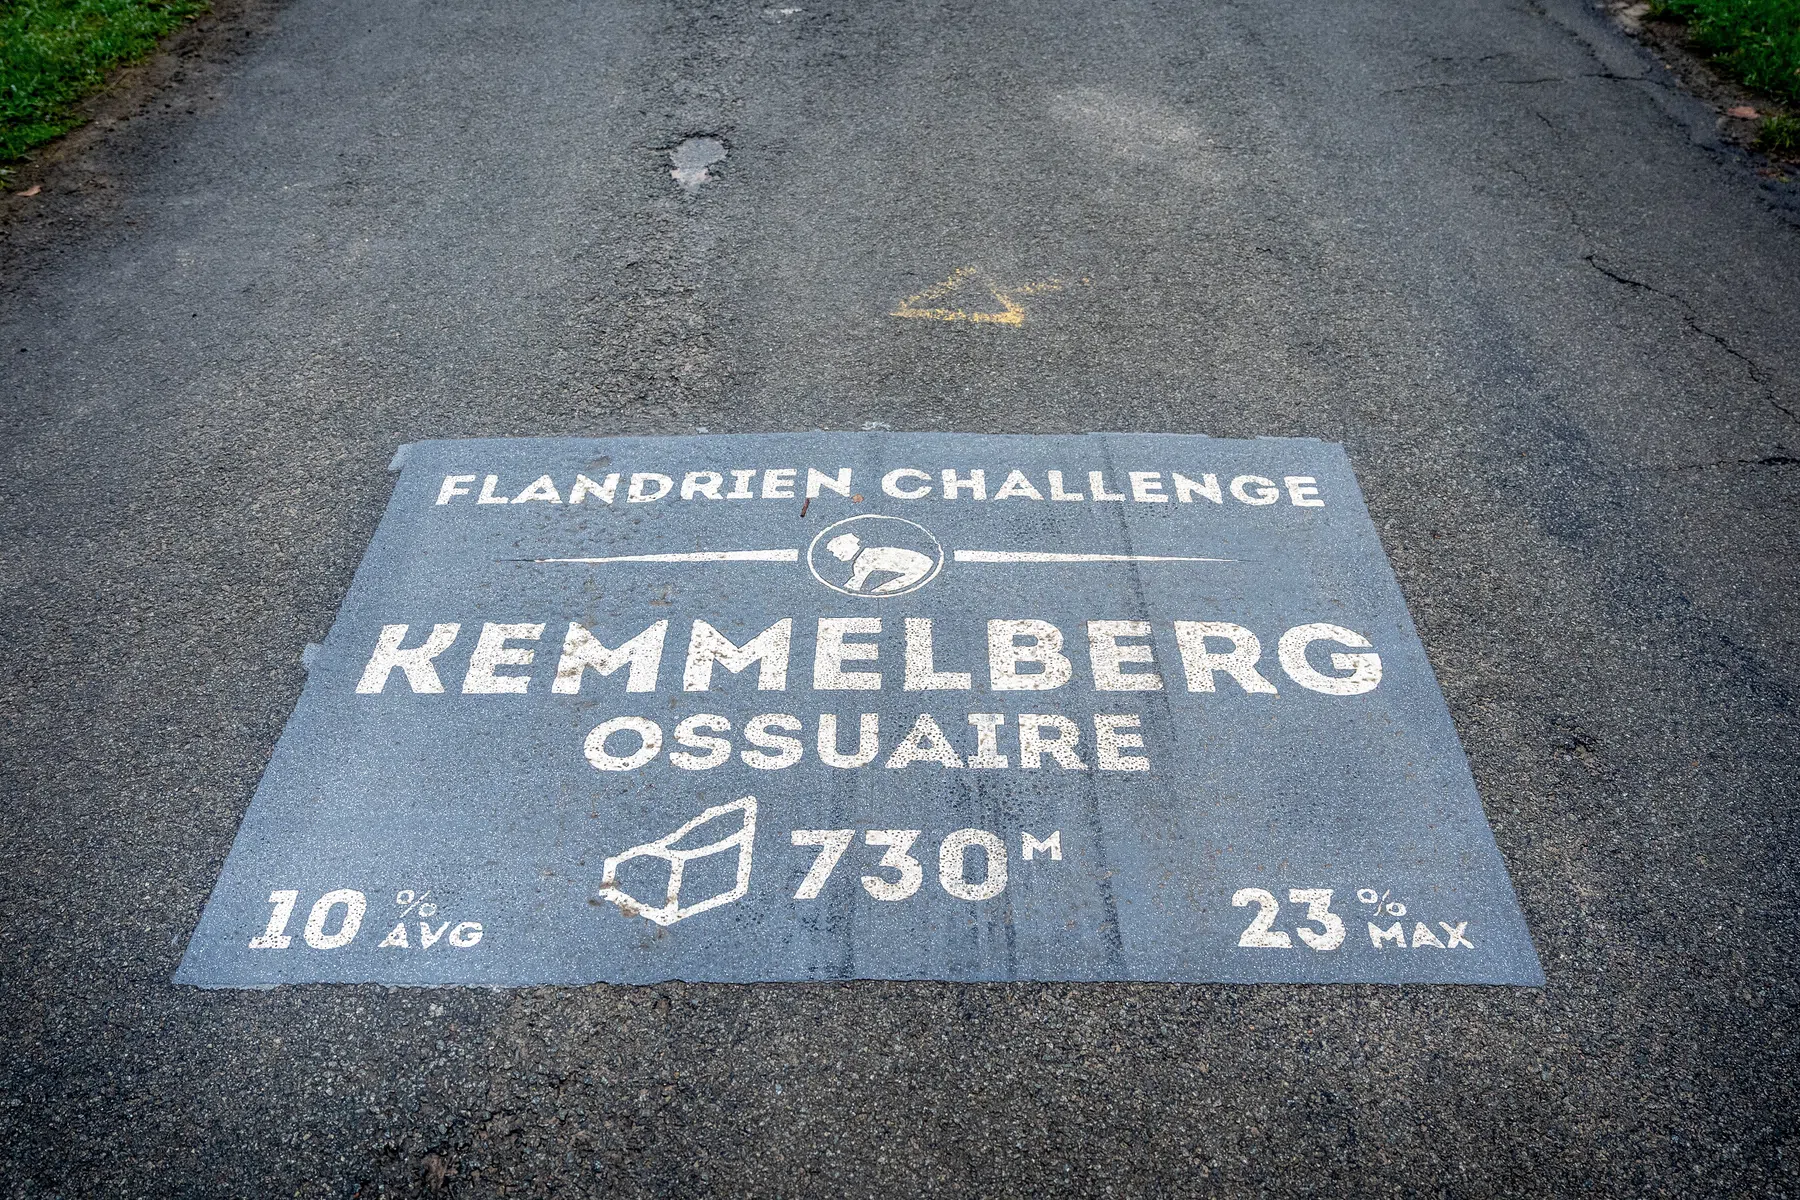 FLANDRIEN CHALLENGE
KEMMELBERG
OSSUAIRE
730M
10 % AVG
23 % MAX